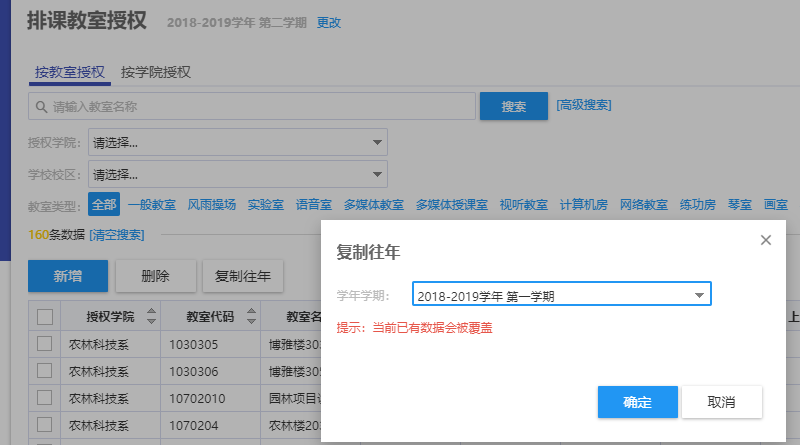 排课教室授权 2018-2019学年 第二学期 更改
按教室授权 按学院授权
请输入教室名称 搜索 [高级搜索]
授权学院: 请选择...
学校校区: 请选择...
教室类型: 全部 一般教室 风雨操场 实验室 语音室 多媒体教室 多媒体授课室 视听教室 计算机房 网络教室 练功房 琴室 画室
160条数据 [清空搜索]
新增 删除 复制往年
授权学院 教室代码 教室名 上
农林科技系 1030305 博雅楼30
农林科技系 1030306 博雅楼30
农林科技系 10702010 园林项目
农林科技系 1070204 农林楼20
复制往年
学年学期: 2018-2019学年 第一学期
提示：当前已有数据会被覆盖
确定 取消